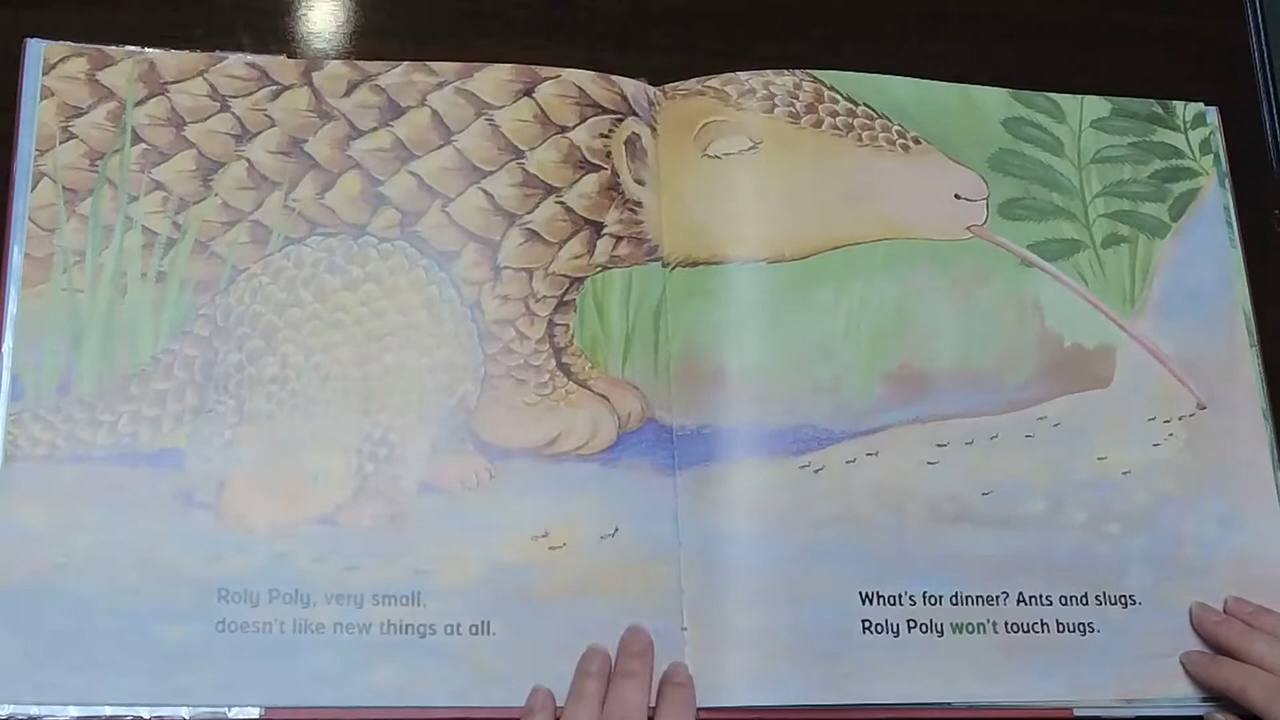 Roly Poly, very small,
doesn't like new things at all.
What's for dinner? Ants and slugs.
Roly Poly won't touch bugs.